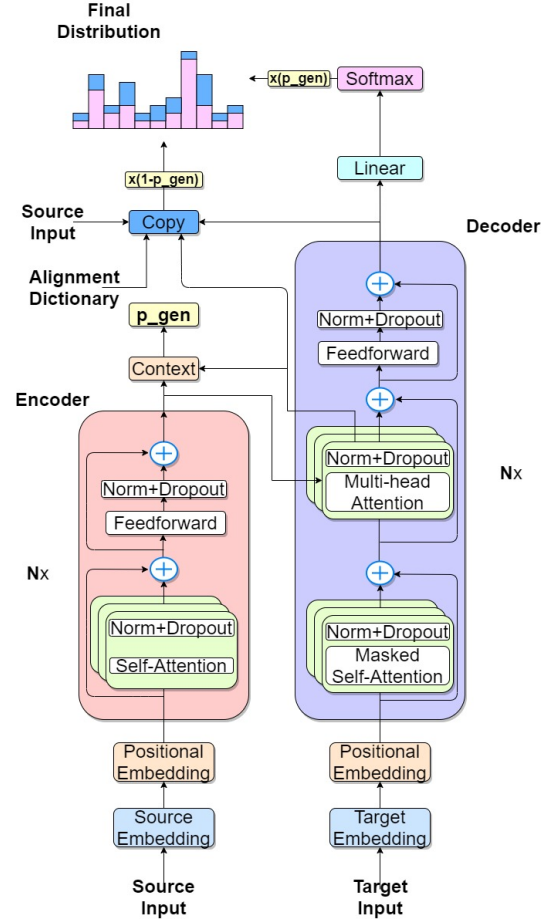 Final
Distribution
x(p_gen)
Softmax
x(1-p_gen)
Linear
Source
Input
Copy
Decoder
Alignment
Dictionary
p_gen
Norm+Dropout
Feedforward
Context
Encoder
Norm+Dropout
Multi-head
Attention
Nx
Norm+Dropout
Feedforward
Nx
Norm+Dropout
Self-Attention
Norm+Dropout
Masked
Self-Attention
Positional
Embedding
Positional
Embedding
Source
Embedding
Target
Embedding
Source
Input
Target
Input